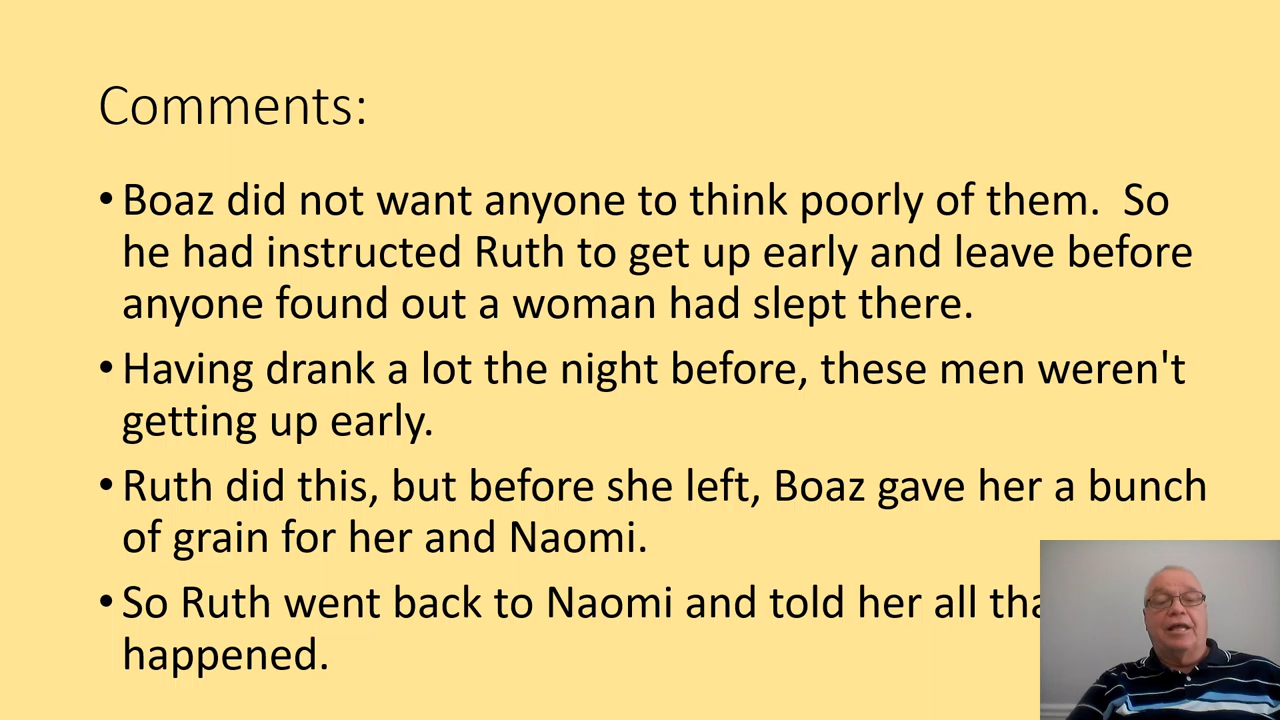 Comments:
• Boaz did not want anyone to think poorly of them.  So
he had instructed Ruth to get up early and leave before
anyone found out a woman had slept there.
• Having drank a lot the night before, these men weren't
getting up early.
• Ruth did this, but before she left, Boaz gave her a bunch
of grain for her and Naomi.
• So Ruth went back to Naomi and told her all
happened.